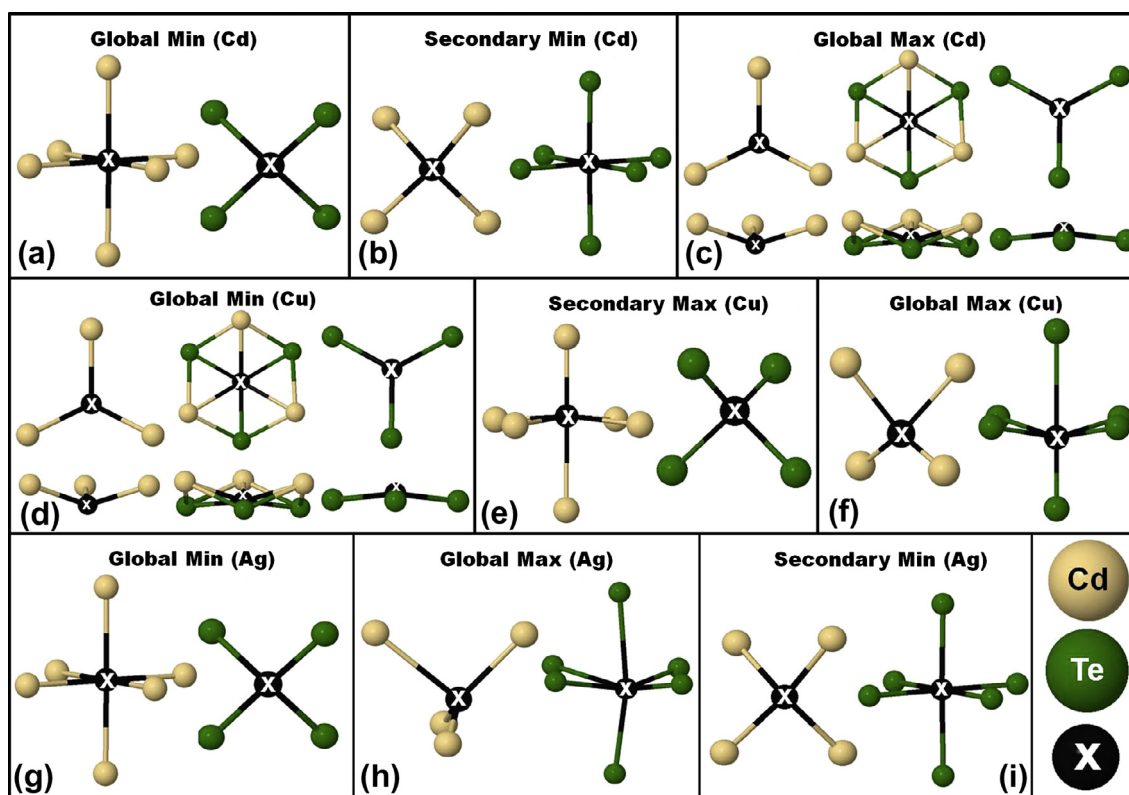 Global Min (Cd)
X
X
(a)
Secondary Min (Cd)
X
X
(b)
Global Max (Cd)
X
X
X
X
X
X
(c)
Global Min (Cu)
X
X
X
X
X
X
(d)
Secondary Max (Cu)
X
X
(e)
Global Max (Cu)
X
X
(f)
Global Min (Ag)
X
X
(g)
Global Max (Ag)
X
X
(h)
Secondary Min (Ag)
X
X
(i)
Cd
Te
X